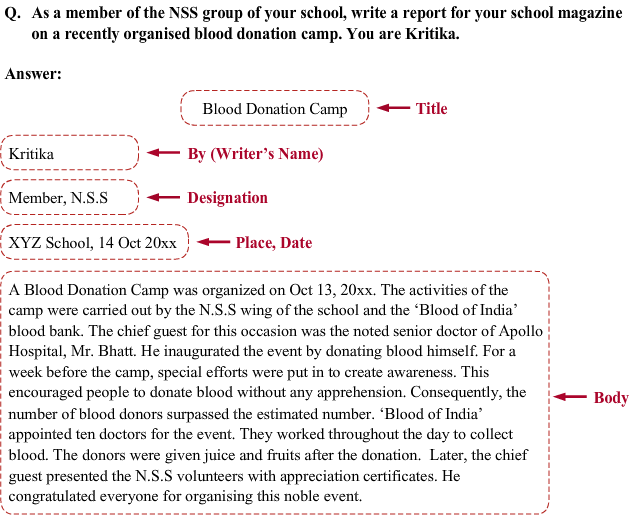 Q. As a member of the NSS group of your school, write a report for your school magazine
on a recently organised blood donation camp. You are Kritika.
Answer:
Blood Donation Camp Title
Kritika By (Writer's Name)
Member, N.S.S Designation
XYZ School, 14 Oct 20xx Place, Date
A Blood Donation Camp was organized on Oct 13, 20xx. The activities of the
camp were carried out by the N.S.S wing of the school and the ‘Blood of India’
blood bank. The chief guest for this occasion was the noted senior doctor of Apollo
Hospital, Mr. Bhatt. He inaugurated the event by donating blood himself. For a
week before the camp, special efforts were put in to create awareness. This
encouraged people to donate blood without any apprehension. Consequently, the
number of blood donors surpassed the estimated number. ‘Blood of India’
appointed ten doctors for the event. They worked throughout the day to collect
blood. The donors were given juice and fruits after the donation. Later, the chief
guest presented the N.S.S volunteers with appreciation certificates. He
congratulated everyone for organising this noble event.
Body